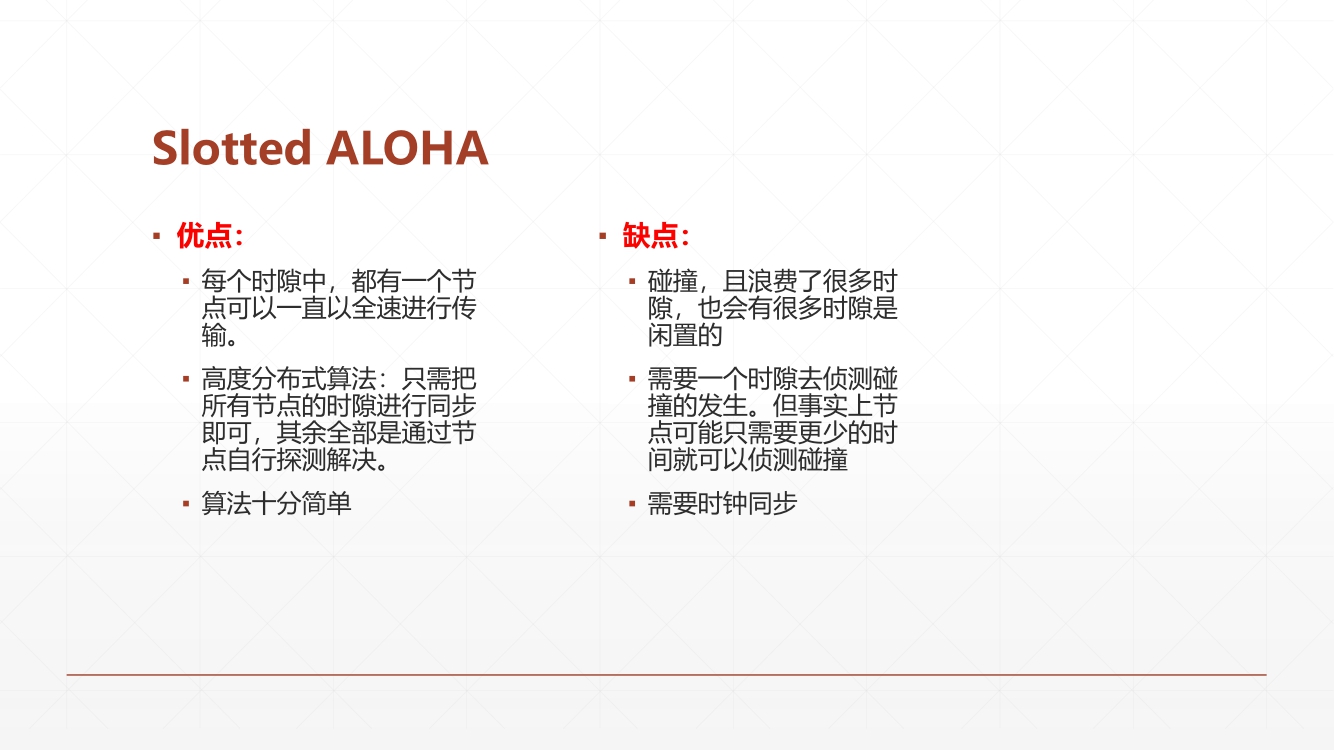 Slotted ALOHA
▪ 优点：
▪ 每个时隙中，都有一个节
点可以一直以全速进行传
输。
▪ 高度分布式算法：只需把
所有节点的时隙进行同步
即可，其余全部是通过节
点自行探测解决。
▪ 算法十分简单
▪ 缺点：
▪ 碰撞，且浪费了很多时
隙，也会有很多时隙是
闲置的
▪ 需要一个时隙去侦测碰
撞的发生。但事实上节
点可能只需要更少的时
间就可以侦测碰撞
▪ 需要时钟同步